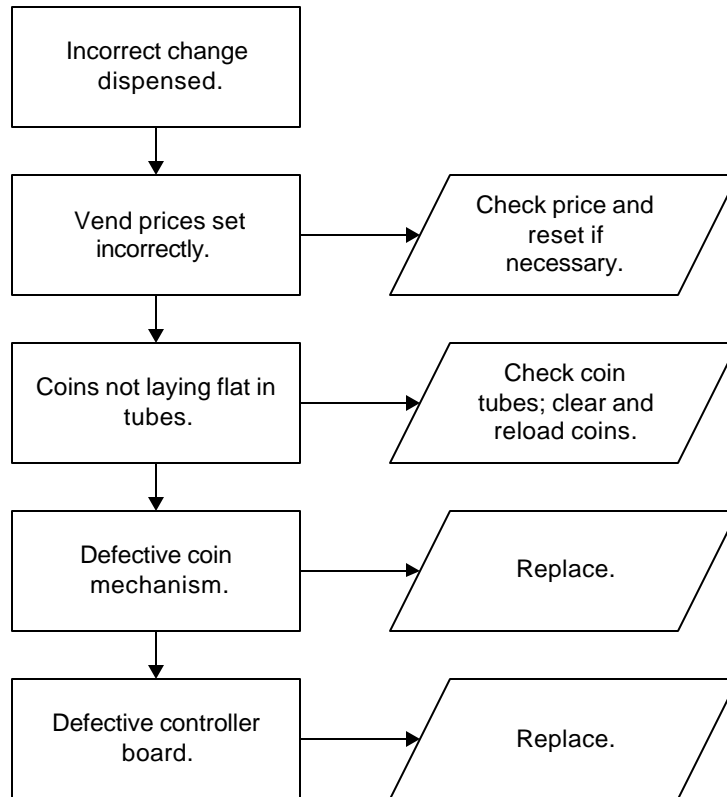 Incorrect change
dispensed.
Vend prices set
incorrectly.
Check price and
reset if
necessary.
Coins not laying flat in
tubes.
Check coin
tubes; clear and
reload coins.
Defective coin
mechanism.
Replace.
Defective controller
board.
Replace.